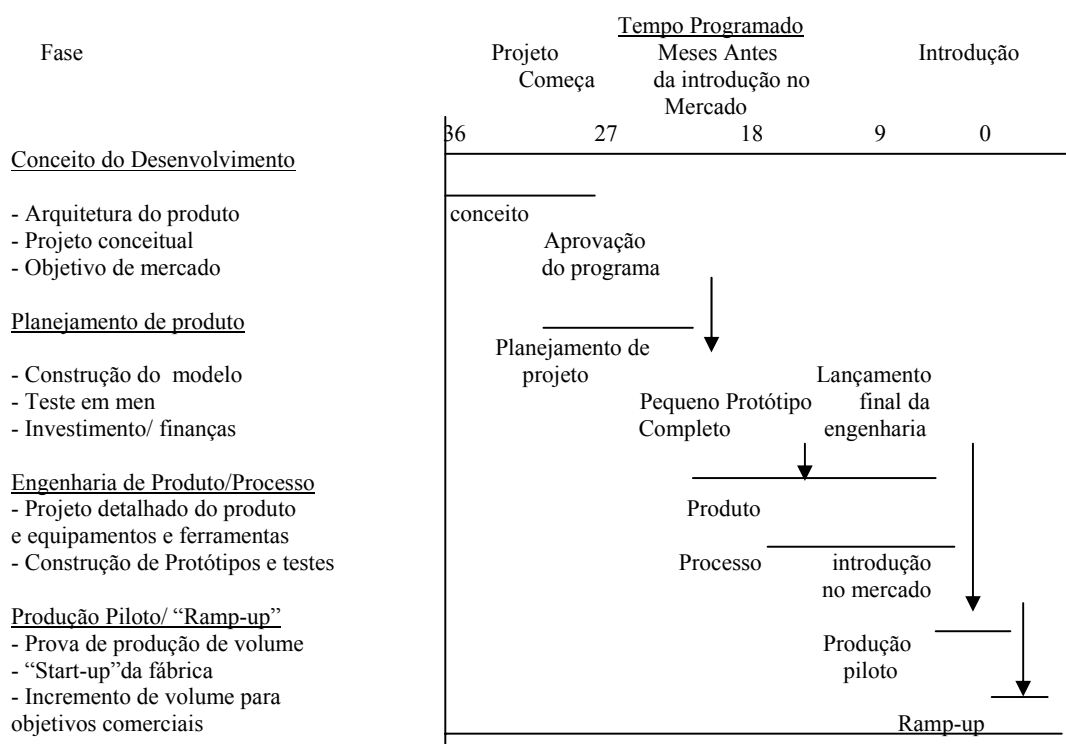 Tempo Programado
Fase Projeto Meses Antes Introdução
Começa da introdução no
Mercado
36 27 18 9 0
Conceito do Desenvolvimento
- Arquitetura do produto conceito
- Projeto conceitual Aprovação
- Objetivo de mercado do programa
Planejamento de produto
Planejamento de
- Construção do modelo projeto Lançamento
- Teste em men Pequeno Protótipo final da
- Investimento/ finanças Completo engenharia
Engenharia de Produto/Processo
- Projeto detalhado do produto Produto
e equipamentos e ferramentas
- Construção de Protótipos e testes Processo introdução
no mercado
Produção Piloto/ “Ramp-up”
- Prova de produção de volume Produção
- “Start-up”da fábrica piloto
- Incremento de volume para
objetivos comerciais Ramp-up